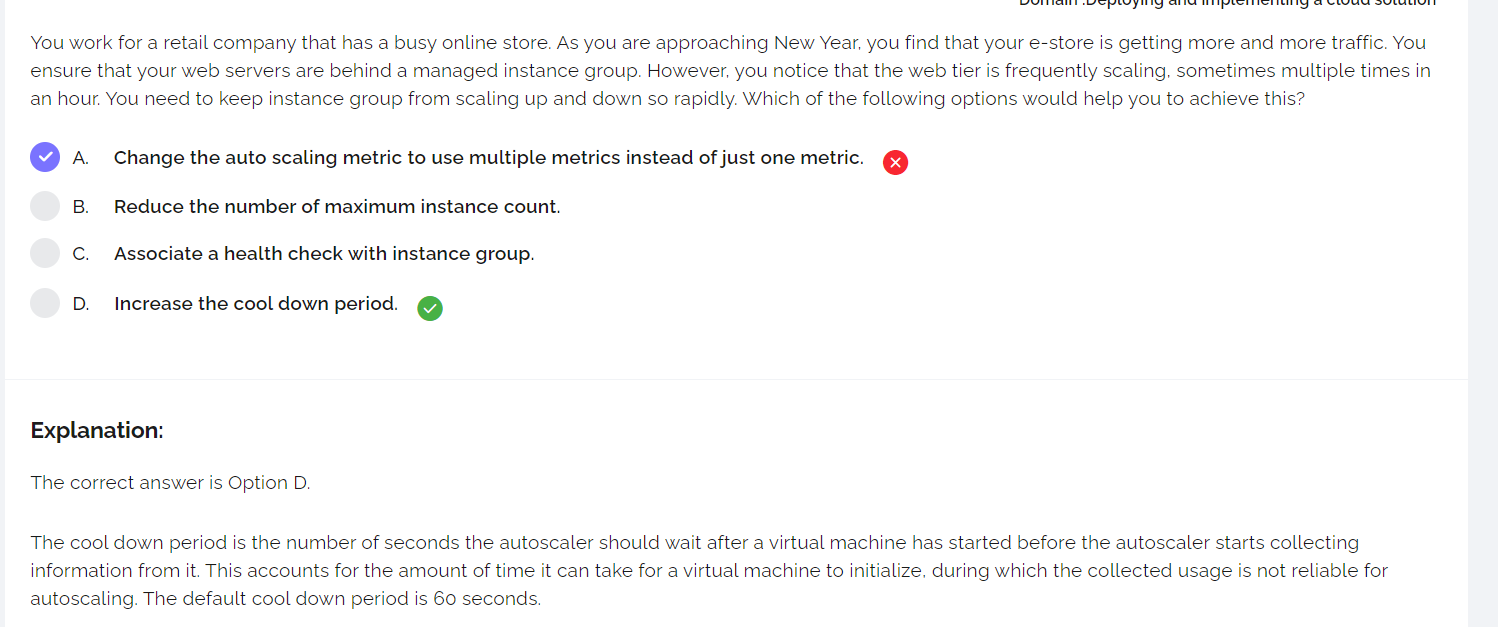 Domain :Deploying and implementing a cloud solution
You work for a retail company that has a busy online store. As you are approaching New Year, you find that your e-store is getting more and more traffic. You
ensure that your web servers are behind a managed instance group. However, you notice that the web tier is frequently scaling, sometimes multiple times in
an hour. You need to keep instance group from scaling up and down so rapidly. Which of the following options would help you to achieve this?
A. Change the auto scaling metric to use multiple metrics instead of just one metric.
B. Reduce the number of maximum instance count.
C. Associate a health check with instance group.
D. Increase the cool down period.
Explanation:
The correct answer is Option D.
The cool down period is the number of seconds the autoscaler should wait after a virtual machine has started before the autoscaler starts collecting
information from it. This accounts for the amount of time it can take for a virtual machine to initialize, during which the collected usage is not reliable for
autoscaling. The default cool down period is 60 seconds.